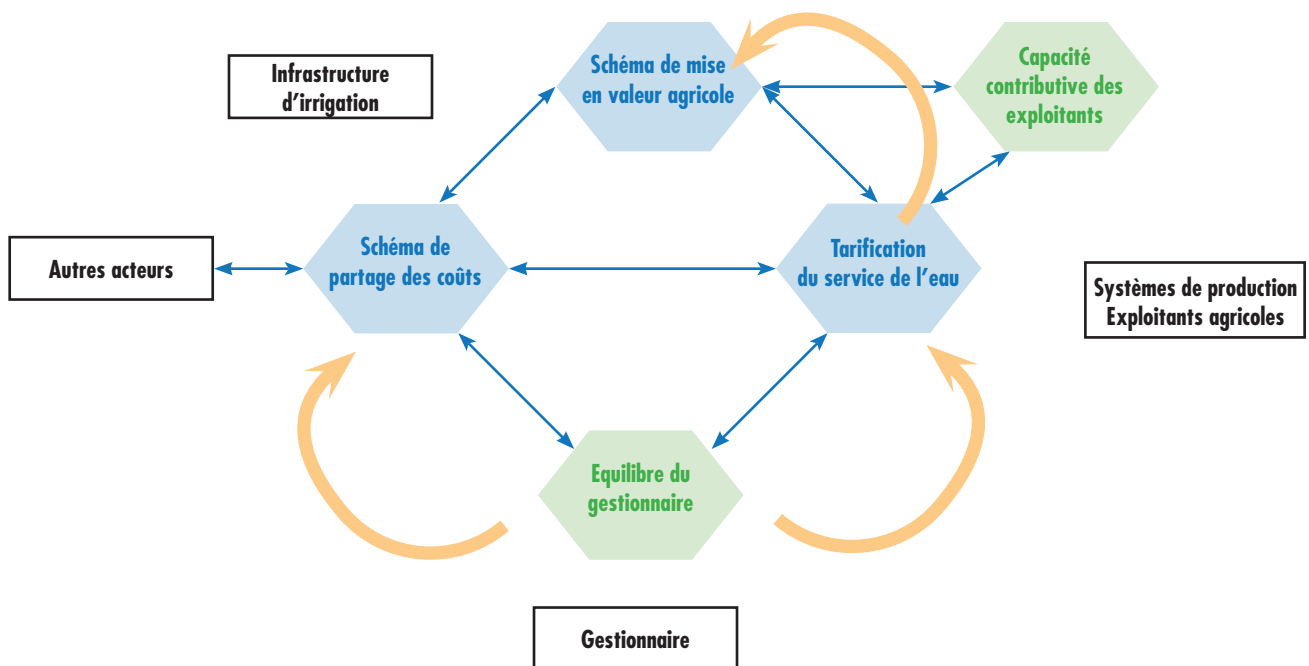 Infrastructure
d'irrigation
Schéma de mise
en valeur agricole
Capacité
contributive des
exploitants
Autres acteurs
Schéma de
partage des coûts
Tarification
du service de l'eau
Systèmes de production
Exploitants agricoles
Equilibre du
gestionnaire
Gestionnaire